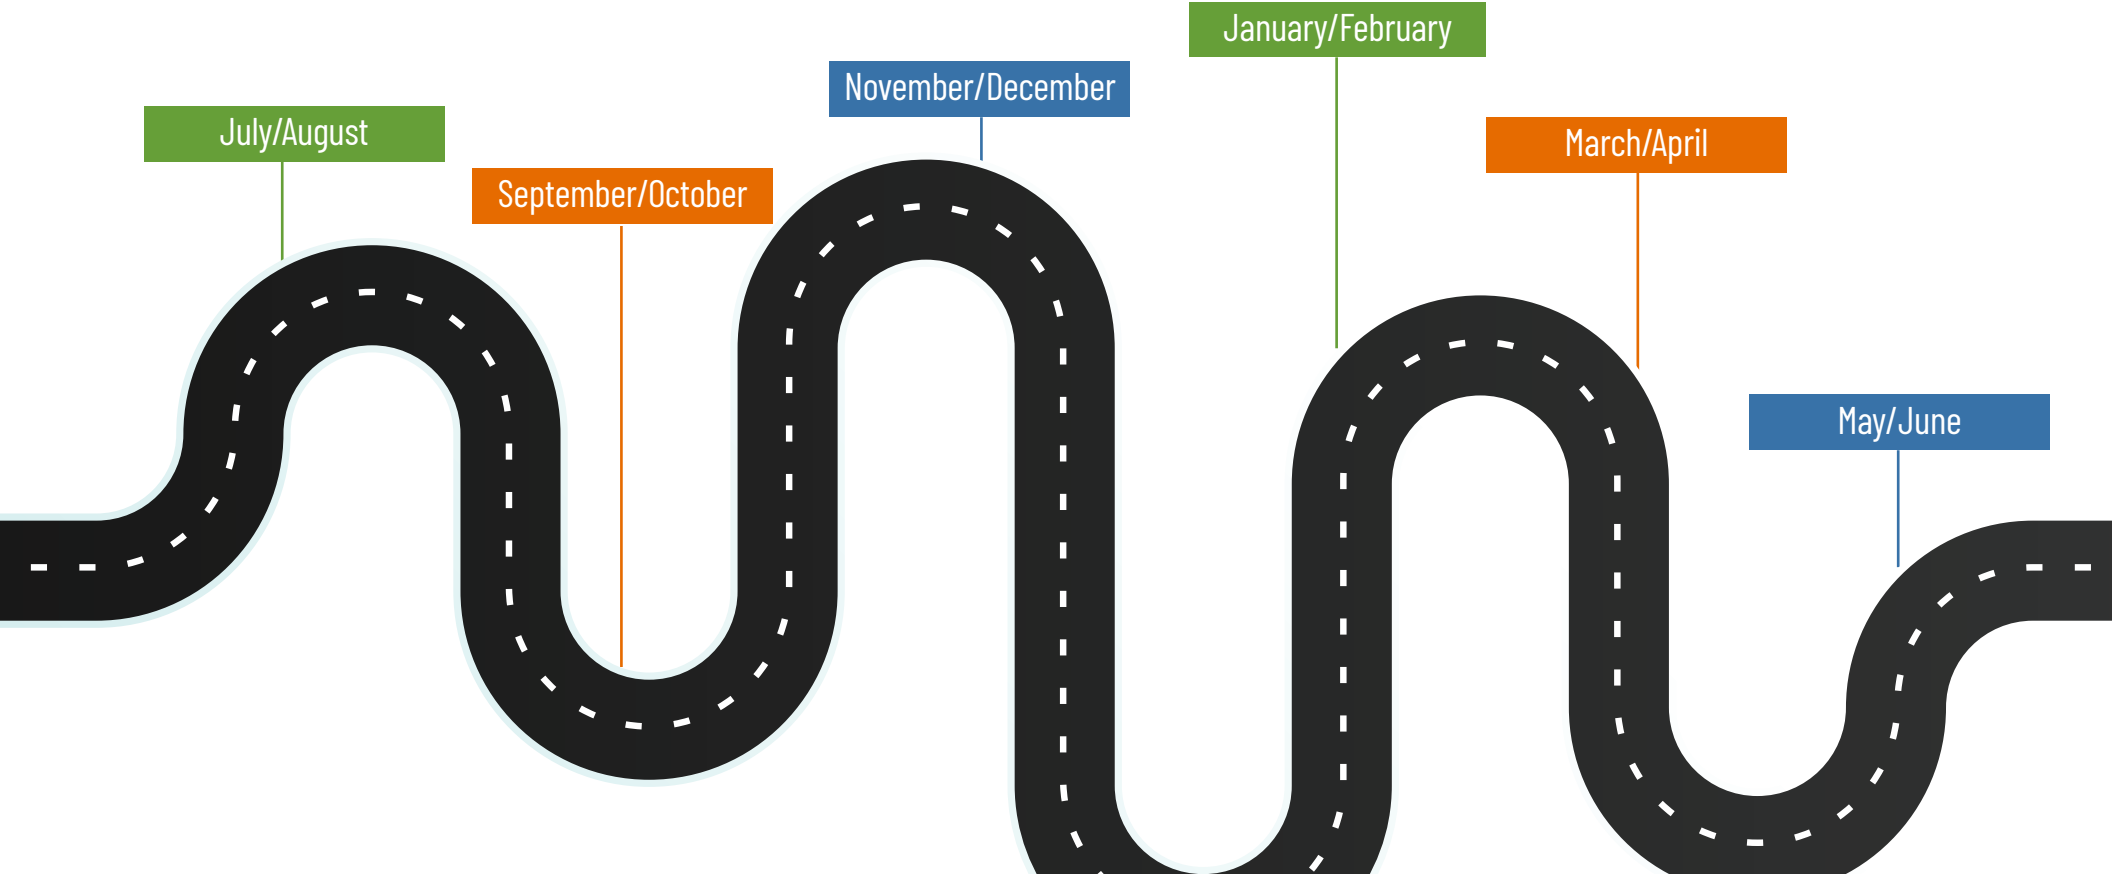 July/August
September/October
November/December
January/February
March/April
May/June